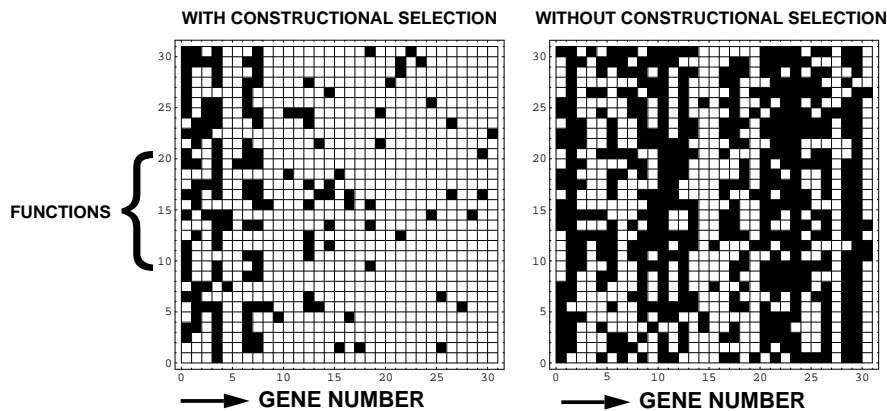 WITH CONSTRUCTIONAL SELECTION
WITHOUT CONSTRUCTIONAL SELECTION
30
25
20
15
10
5
0
FUNCTIONS
0 5 10 15 20 25 30
GENE NUMBER
30
25
20
15
10
5
0
0 5 10 15 20 25 30
GENE NUMBER